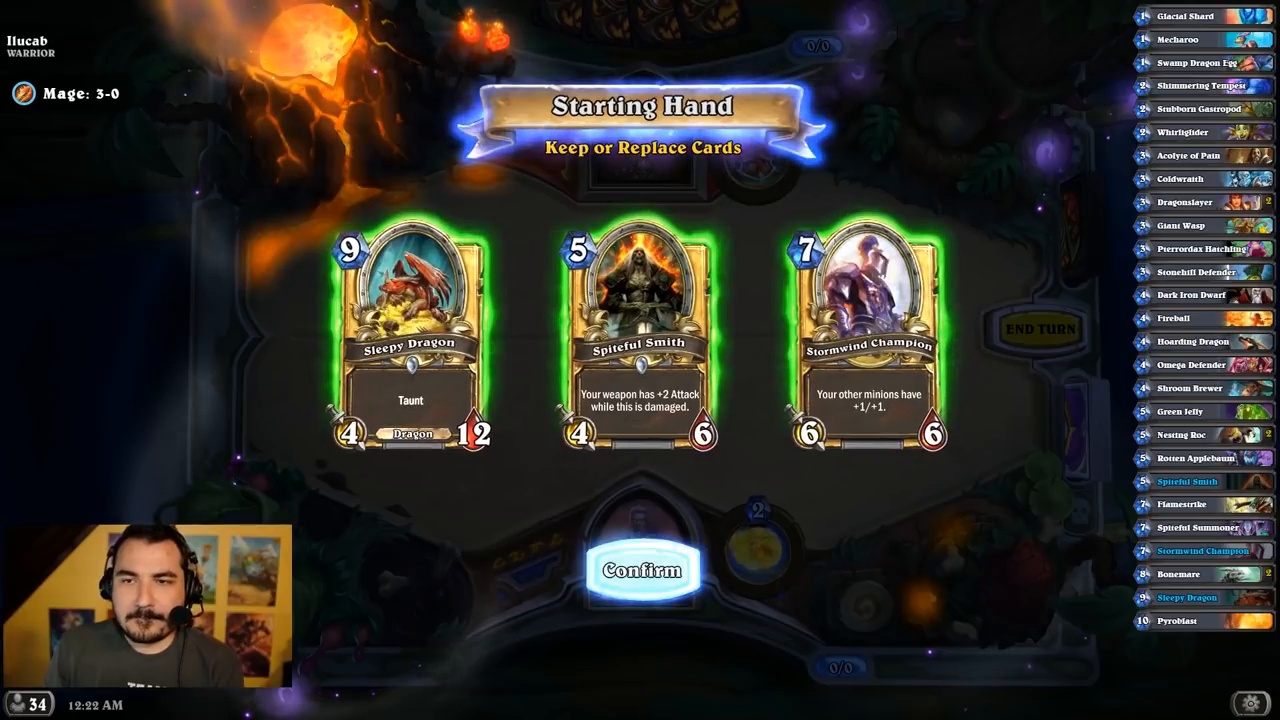 Ilucab
WARRIOR
Mage: 3-0
0/0
Starting Hand
Keep or Replace Cards
9
Sleepy Dragon
Taunt
4
Dragon
12
5
Spiteful Smith
Your weapon has +2 Attack
while this is damaged.
4
6
7
Stormwind Champion
Your other minions have
+1/+1.
6
6
END TURN
2
Confirm
0/0
34
12:22 AM
1 Glacial Shard
1 Mecharoo
1 Swamp Dragon Egg
2 Shimmering Tempest
2 Stubborn Gastropod
2 Whirliglider
3 Acolyte of Pain
3 Coldwraith
3 Dragonslayer 2
3 Giant Wasp
3 Pterrordax Hatchling
3 Stonehill Defender
4 Dark Iron Dwarf
4 Fireball
4 Hoarding Dragon
4 Omega Defender
4 Shroom Brewer
5 Green Jelly
5 Nesting Roc 2
5 Rotten Applebaum
5 Spiteful Smith
7 Flamestrike
7 Spiteful Summoner
7 Stormwind Champion
8 Bonemare 2
9 Sleepy Dragon
10 Pyroblast